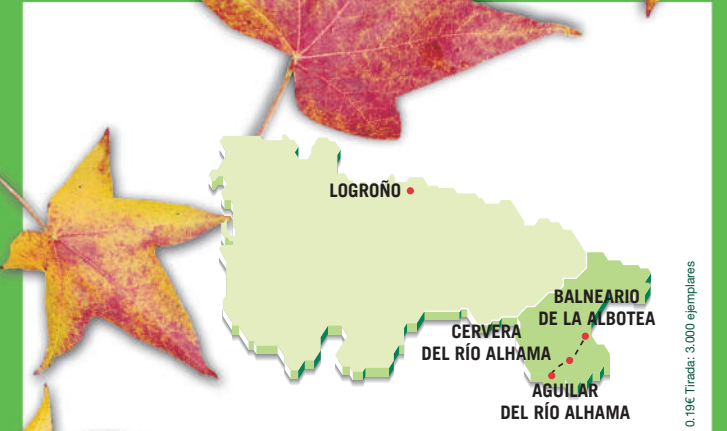 LOGROÑO
BALNEARIO
DE LA ALBOTEA
CERVERA
DEL RÍO ALHAMA
AGUILAR
DEL RÍO ALHAMA
0.19€ Tirada: 3.000 ejemplares